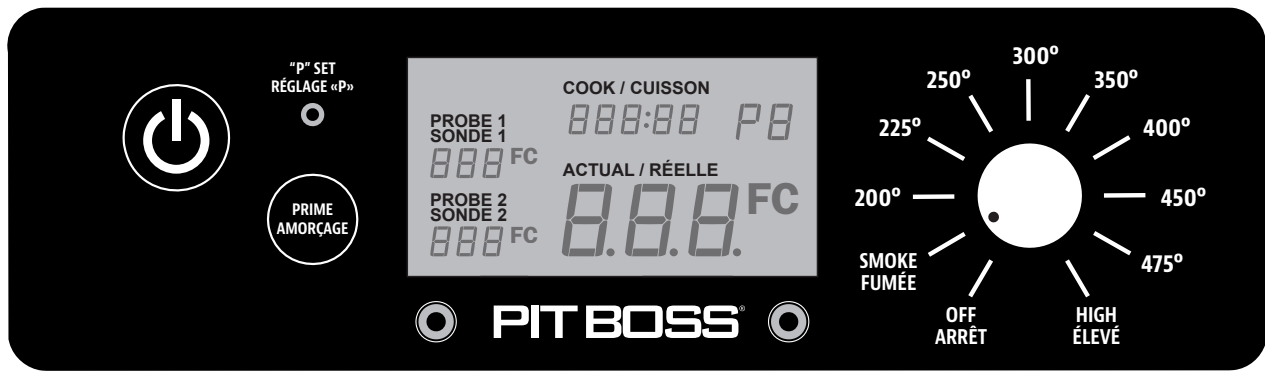 “P” SET
RÉGLAGE «P»
PRIME
AMORÇAGE
COOK / CUISSON
888:88 P8
PROBE 1
SONDE 1
888 FC
ACTUAL / RÉELLE
8.8.8. FC
PROBE 2
SONDE 2
888 FC
PIT BOSS®
OFF
ARRÊT
SMOKE
FUMÉE
200º
225º
250º
300º
350º
400º
450º
475º
HIGH
ÉLEVÉ